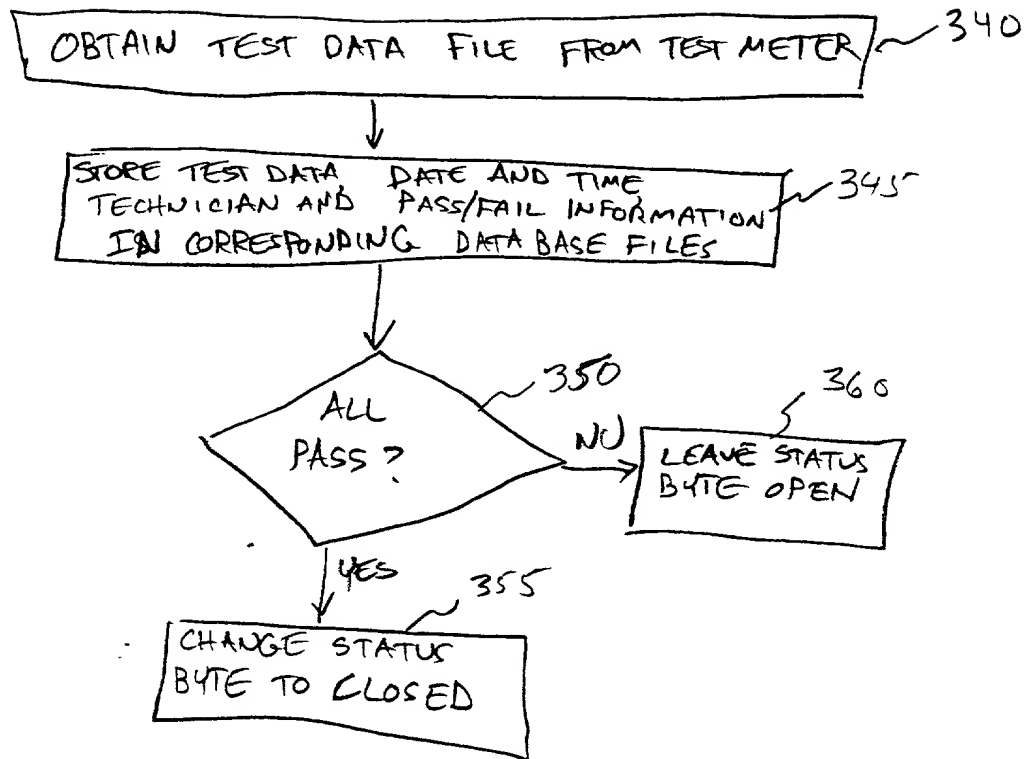 OBTAIN TEST DATA FILE FROM TEST METER
340
STORE TEST DATA, DATE AND TIME,
TECHNICIAN AND PASS/FAIL INFORMATION
IN CORRESPONDING DATABASE FILES
345
ALL
PASS?
350
NO
360
LEAVE STATUS
BYTE OPEN
YES
355
CHANGE STATUS
BYTE TO CLOSED